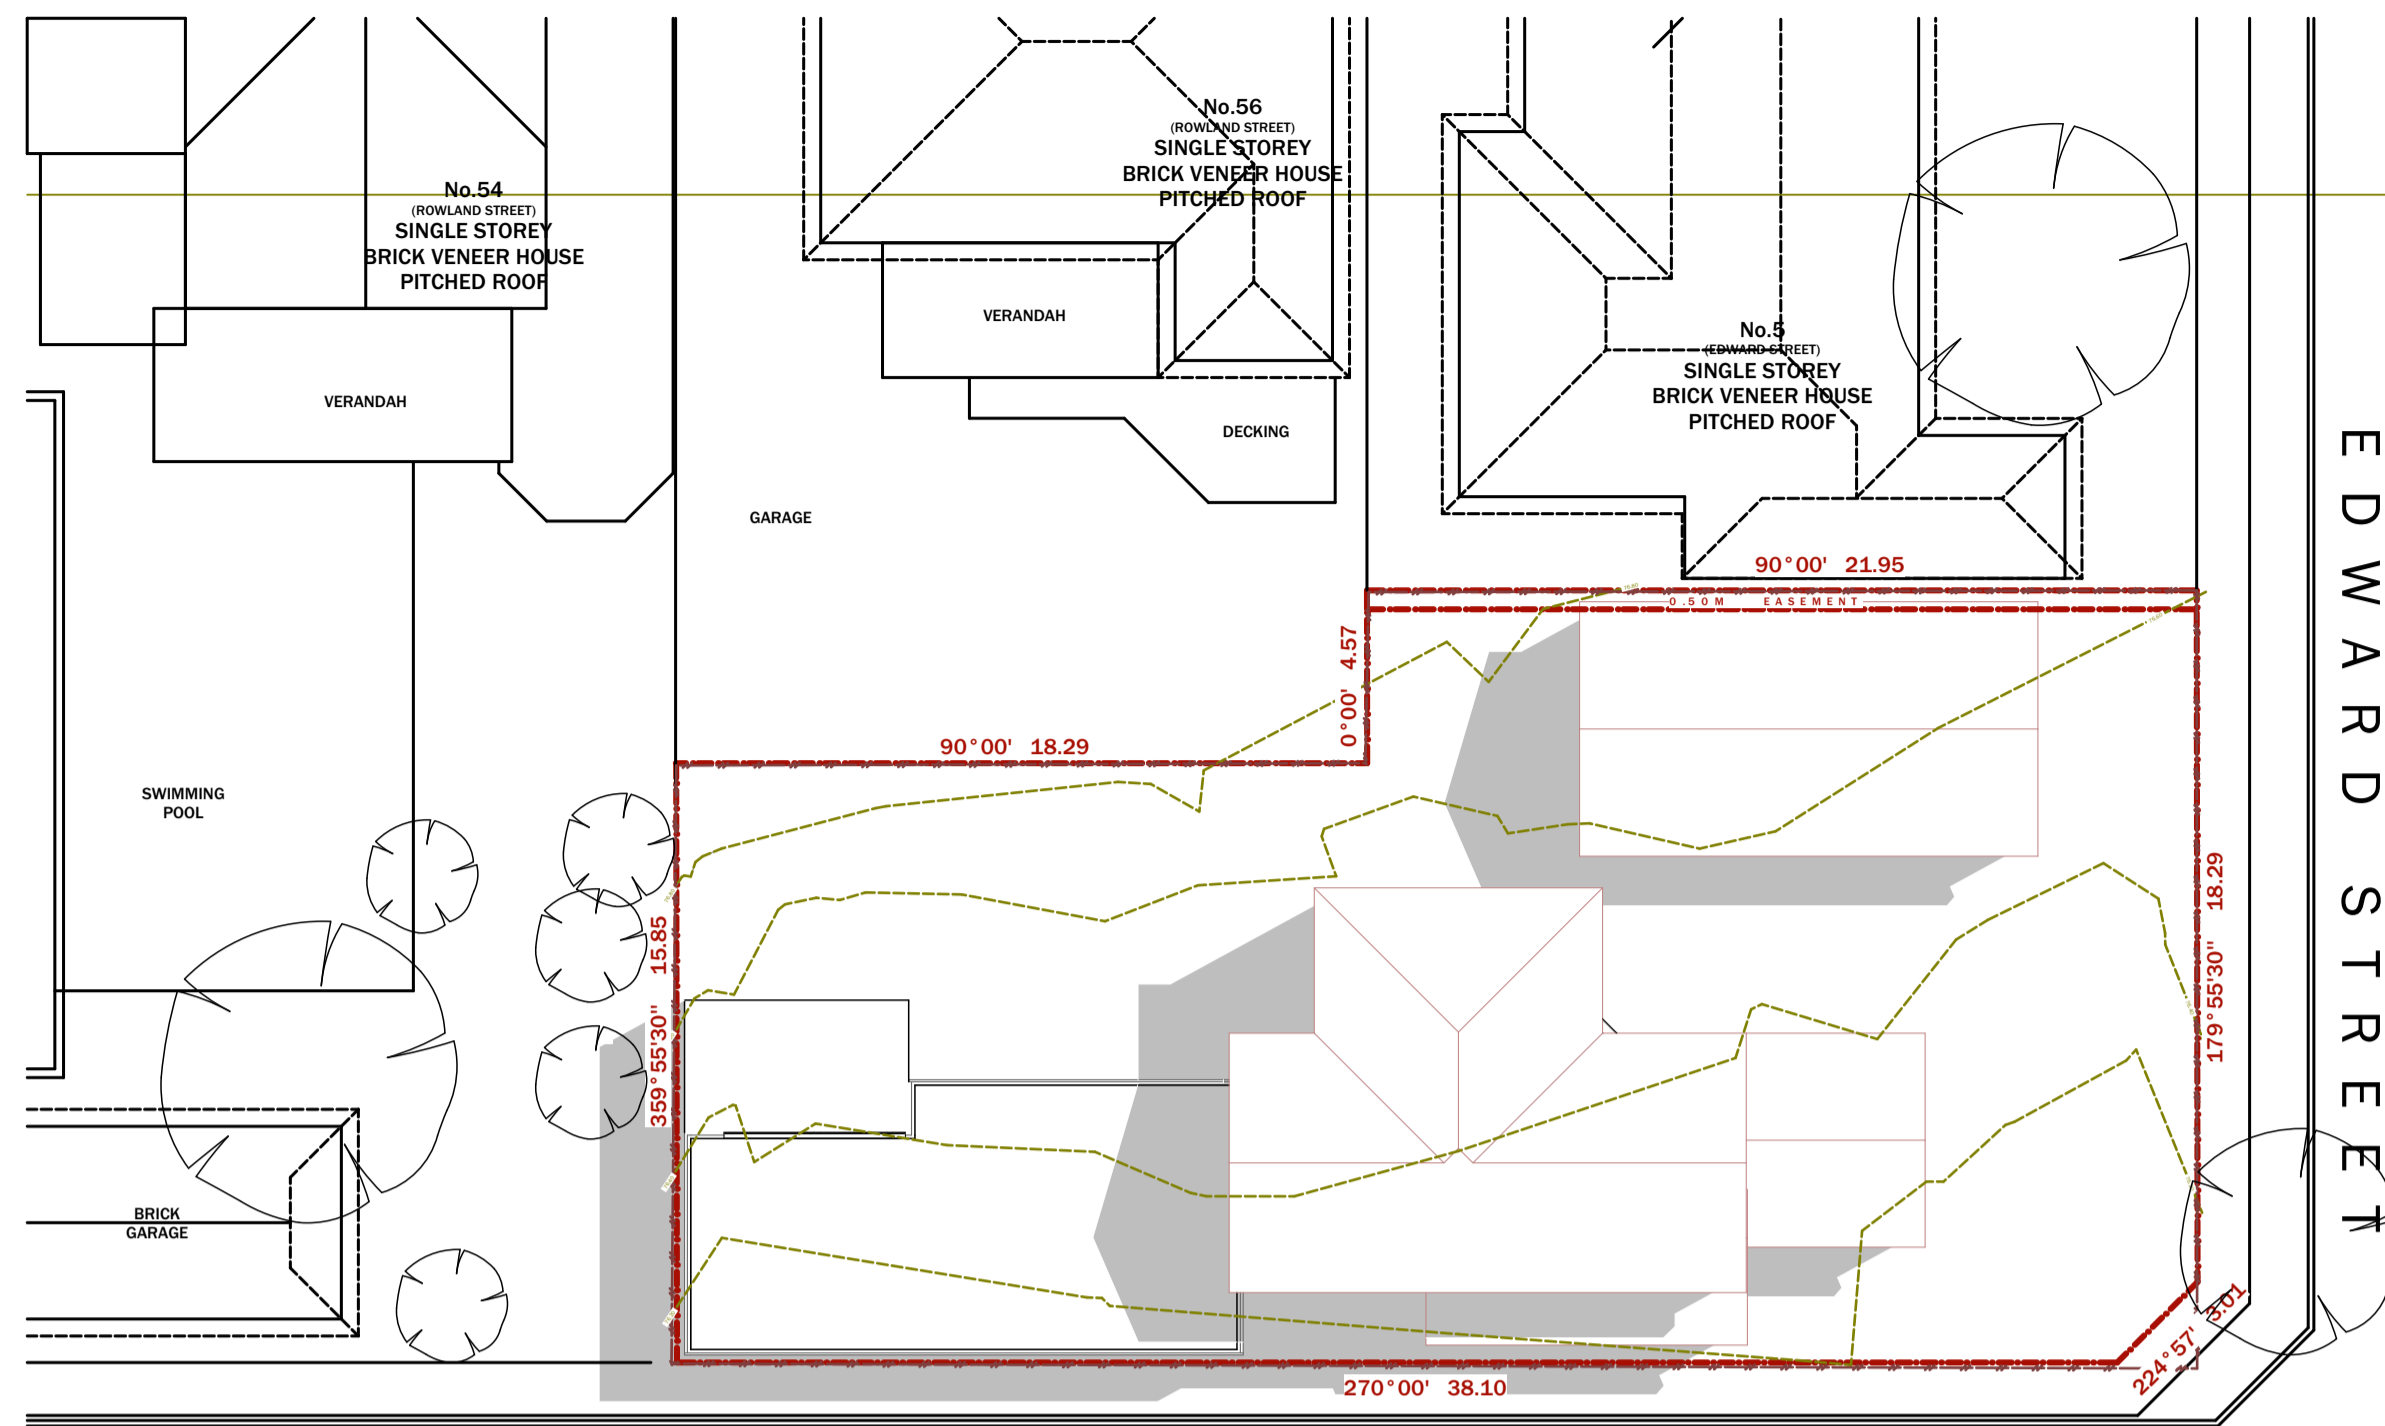 No.56
(ROWLAND STREET)
SINGLE STOREY
BRICK VENEER HOUSE
PITCHED ROOF
No.54
(ROWLAND STREET)
SINGLE STOREY
BRICK VENEER HOUSE
PITCHED ROOF
VERANDAH
No.5
(EDWARD STREET)
SINGLE STOREY
BRICK VENEER HOUSE
PITCHED ROOF
VERANDAH
DECKING
GARAGE
90°00' 21.95
0.50M EASEMENT
0°00' 4.57
90°00' 18.29
SWIMMING
POOL
359°55'30" 15.85
179°55'30" 18.29
EDWARD STREET
BRICK
GARAGE
224°57' 3.01
270°00' 38.10